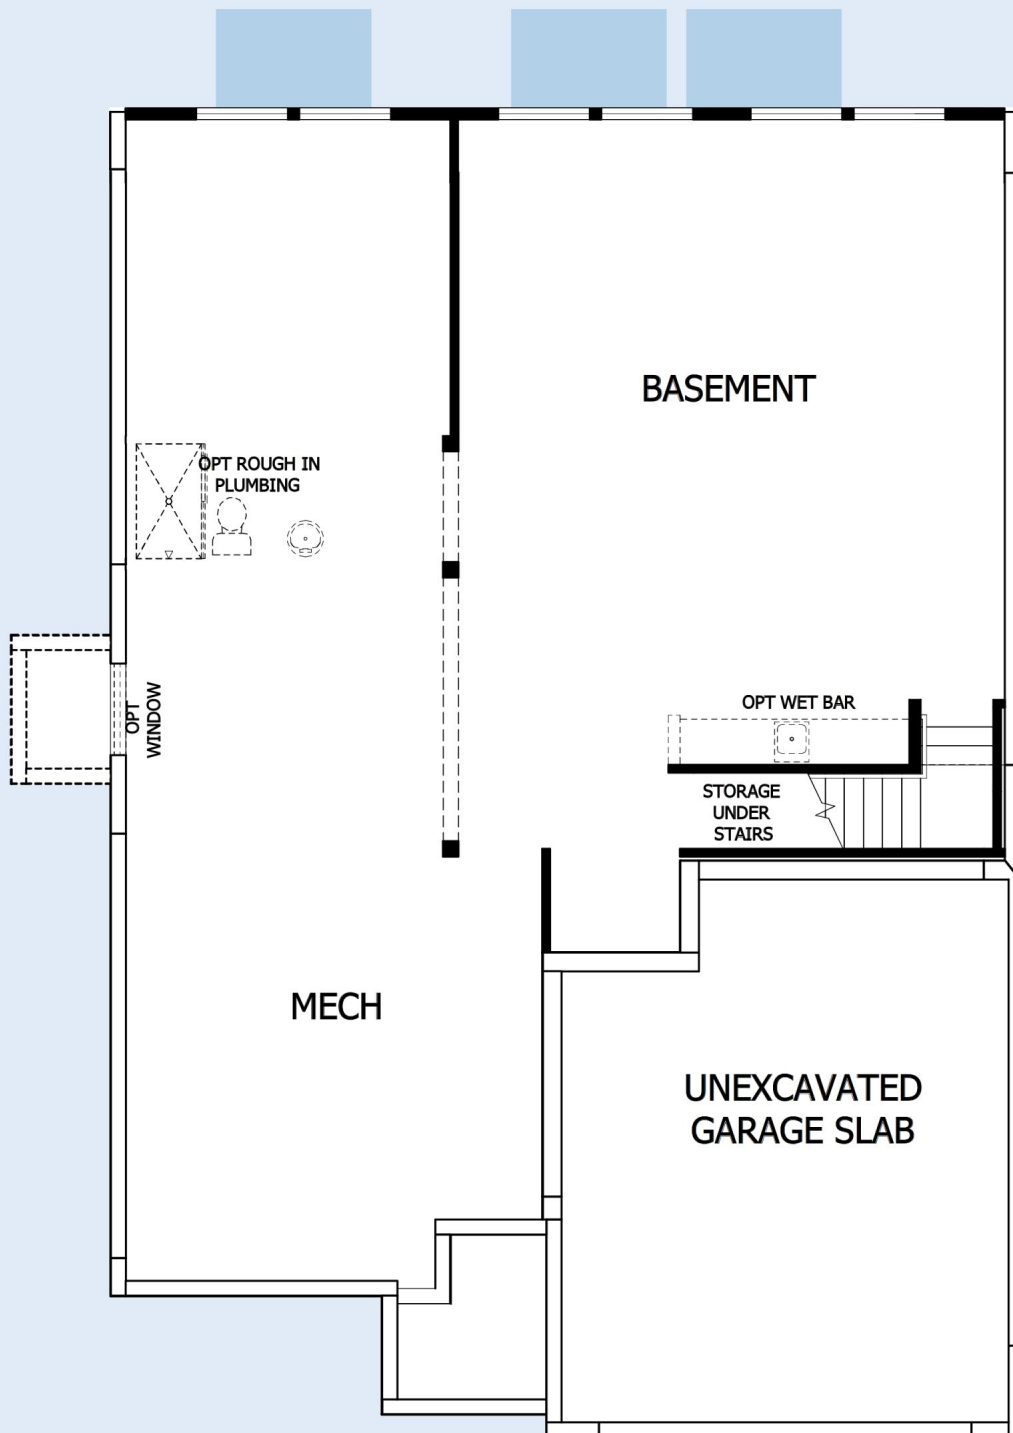 BASEMENT
OPT ROUGH IN
PLUMBING
OPT
WINDOW
OPT WET BAR
STORAGE
UNDER
STAIRS
MECH
UNEXCAVATED
GARAGE SLAB